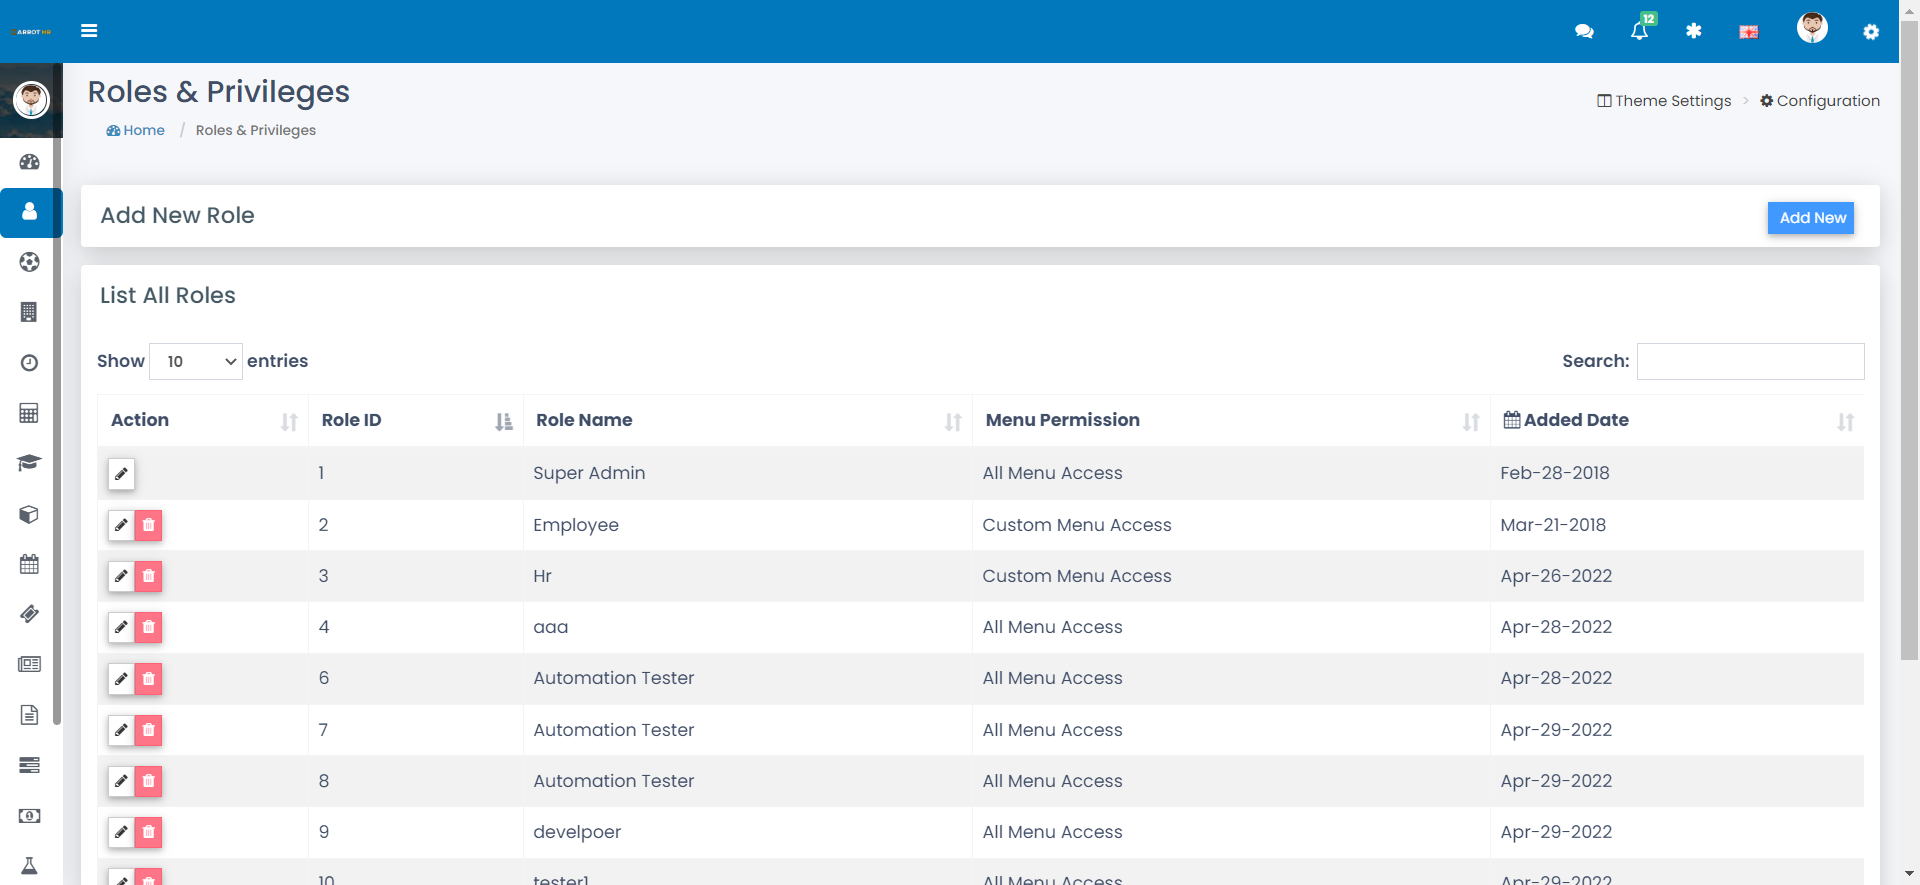 ARBOT HR
12
Roles & Privileges
Theme Settings > Configuration
Home / Roles & Privileges
Add New Role
Add New
List All Roles
Show 10 entries
Search:
Action Role ID Role Name Menu Permission Added Date
1 Super Admin All Menu Access Feb-28-2018
2 Employee Custom Menu Access Mar-21-2018
3 Hr Custom Menu Access Apr-26-2022
4 aaa All Menu Access Apr-28-2022
6 Automation Tester All Menu Access Apr-28-2022
7 Automation Tester All Menu Access Apr-29-2022
8 Automation Tester All Menu Access Apr-29-2022
9 develpoer All Menu Access Apr-29-2022
10 tester1 All Menu Access Apr-29-2022